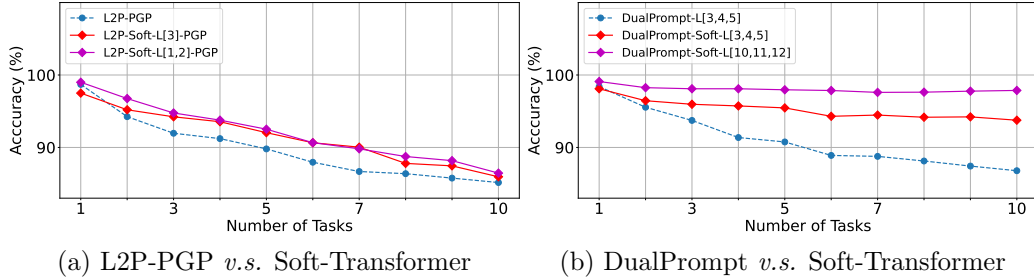 L2P-PGP
L2P-Soft-L[3]-PGP
L2P-Soft-L[1,2]-PGP
100
90
Acccuracy (%)
1 3 5 7 10
Number of Tasks
(a) L2P-PGP v.s. Soft-Transformer
DualPrompt-L[3,4,5]
DualPrompt-Soft-L[3,4,5]
DualPrompt-Soft-L[10,11,12]
100
90
Acccuracy (%)
1 3 5 7 10
Number of Tasks
(b) DualPrompt v.s. Soft-Transformer